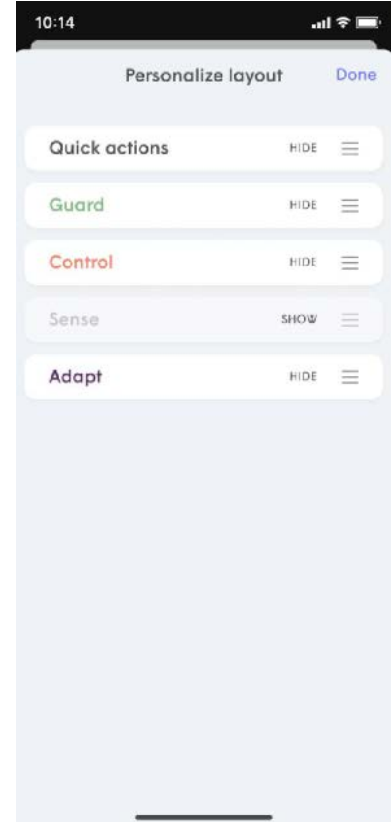 10:14
Personalize layout Done
Quick actions HIDE
Guard HIDE
Control HIDE
Sense SHOW
Adapt HIDE